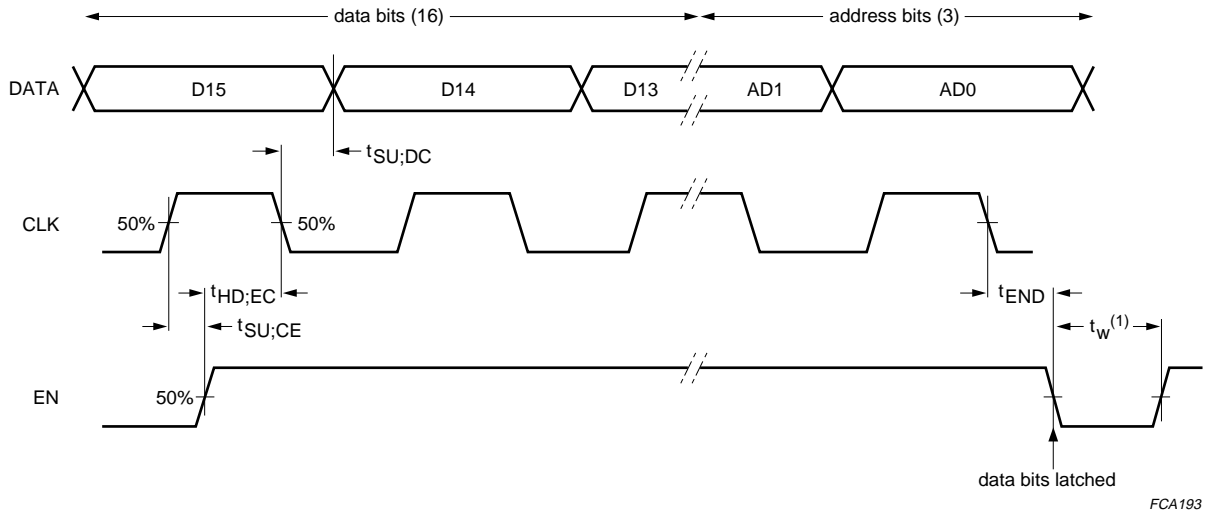 data bits (16) address bits (3)
DATA D15 D14 D13 AD1 AD0
tSU;DC
CLK 50% 50%
tHD;EC tEND
tSU;CE tw(1)
EN 50%
data bits latched
FCA193